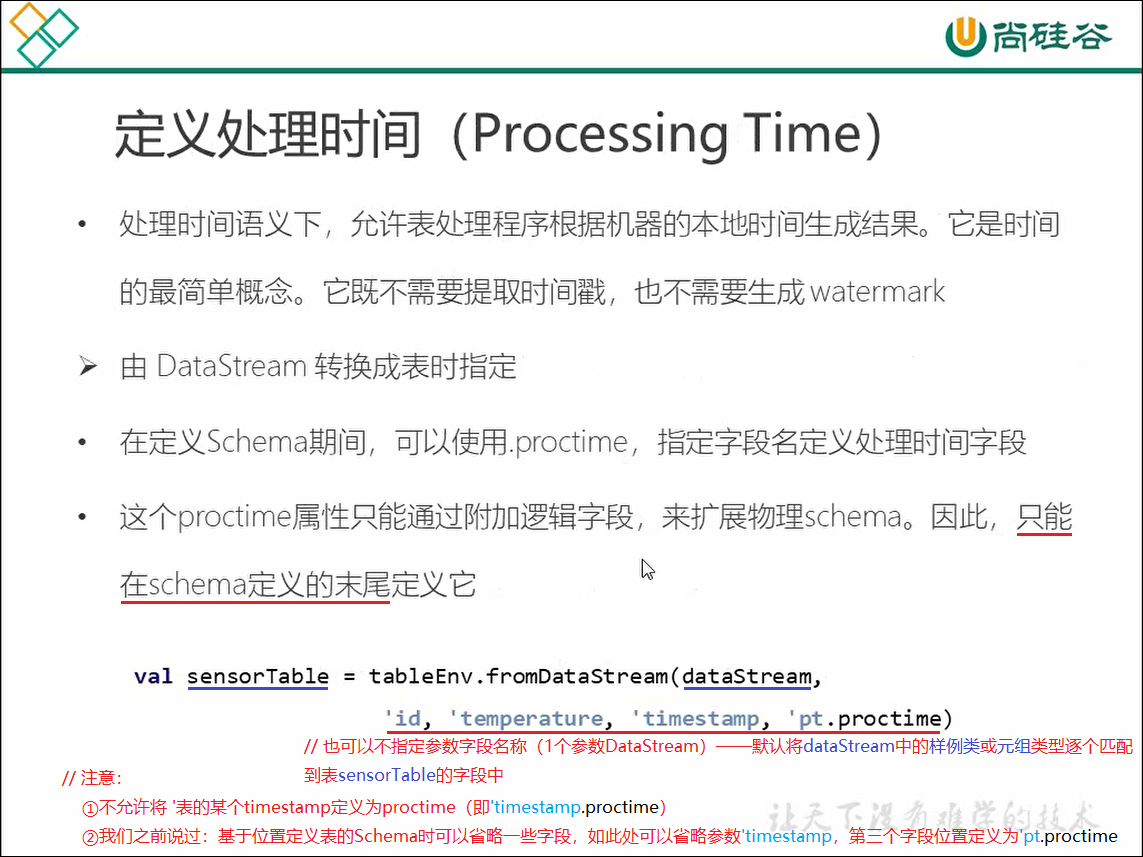 尚硅谷
定义处理时间（Processing Time）
• 处理时间语义下，允许表处理程序根据机器的本地时间生成结果。它是时间
的最简单概念。它既不需要提取时间戳，也不需要生成 watermark
➢ 由 DataStream 转换成表时指定
• 在定义Schema期间，可以使用.proctime，指定字段名定义处理时间字段
• 这个proctime属性只能通过附加逻辑字段，来扩展物理schema。因此，只能
在schema定义的末尾定义它
val sensorTable = tableEnv.fromDataStream(dataStream,
'id, 'temperature, 'timestamp, 'pt.proctime)
// 也可以不指定参数字段名称（1个参数DataStream）——默认将dataStream中的样例类或元组类型逐个匹配
到表sensorTable的字段中
// 注意：
①不允许将 '表的某个timestamp定义为proctime（即'timestamp.proctime）
让天下没有难学的技术
②我们之前说过：基于位置定义表的Schema时可以省略一些字段，如此处可以省略参数'timestamp，第三个字段位置定义为'pt.proctime